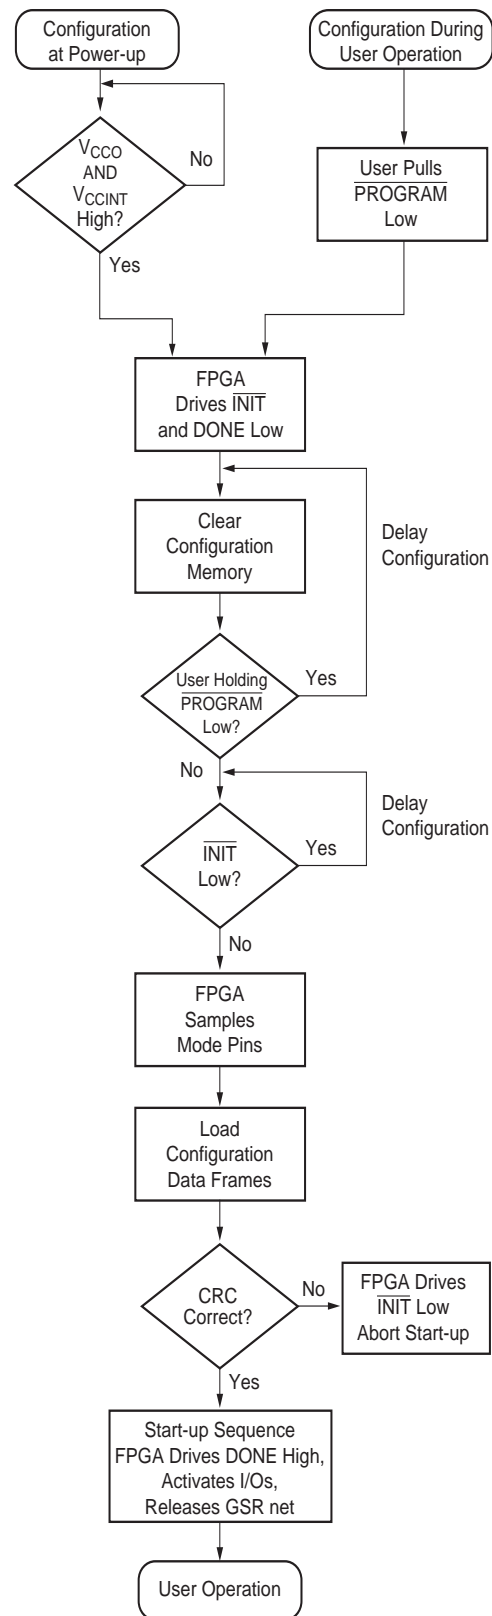 Configuration
at Power-up
Configuration During
User Operation
VCCO
AND
VCCINT
High?
No
Yes
User Pulls
PROGRAM
Low
FPGA
Drives INIT
and DONE Low
Clear
Configuration
Memory
Delay
Configuration
User Holding
PROGRAM
Low?
Yes
No
Delay
Configuration
INIT
Low?
Yes
No
FPGA
Samples
Mode Pins
Load
Configuration
Data Frames
CRC
Correct?
No
FPGA Drives
INIT Low
Abort Start-up
Yes
Start-up Sequence
FPGA Drives DONE High,
Activates I/Os,
Releases GSR net
User Operation